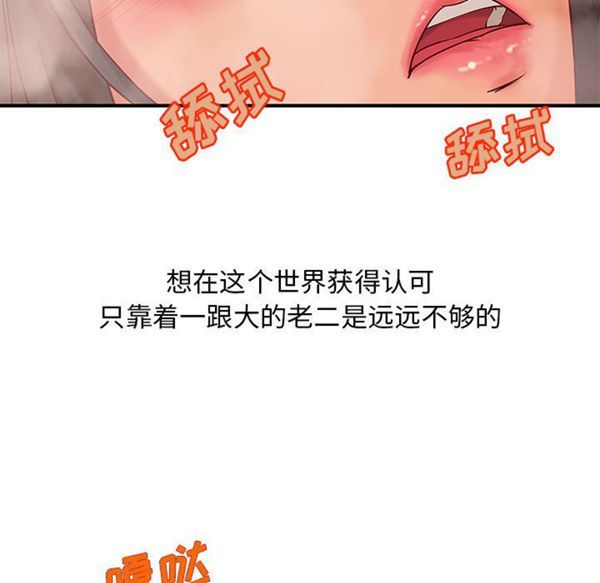 舔拭
舔拭
想在这个世界获得认可
只靠着一跟大的老二是远远不够的